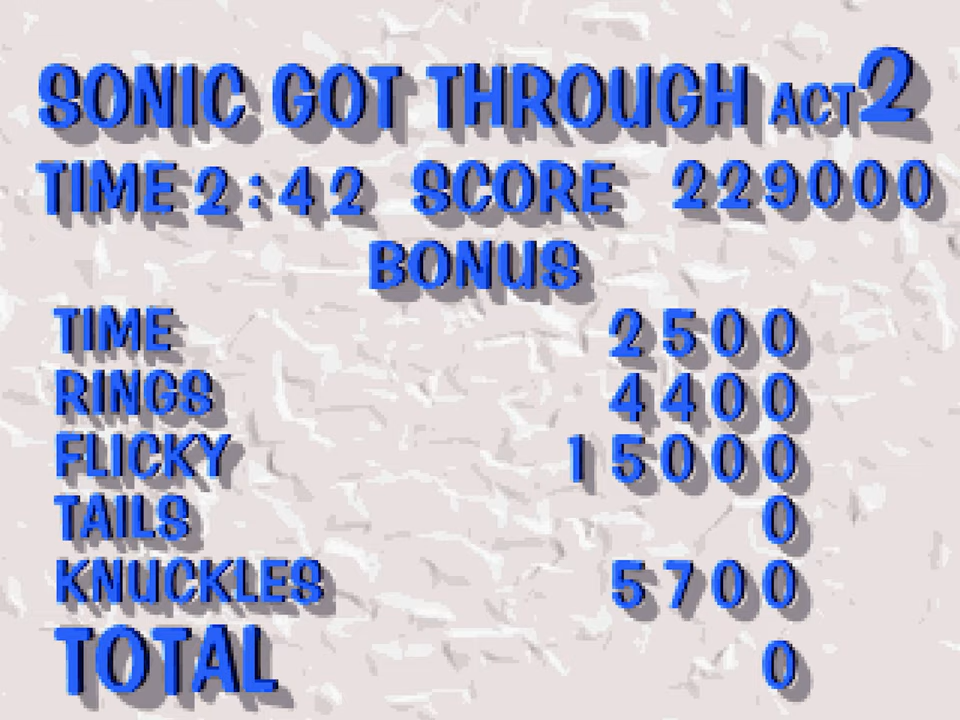 SONIC GOT THROUGH ACT 2
TIME 2:42 SCORE 229000
BONUS
TIME 2500
RINGS 4400
FLICKY 15000
TAILS 0
KNUCKLES 5700
TOTAL 0